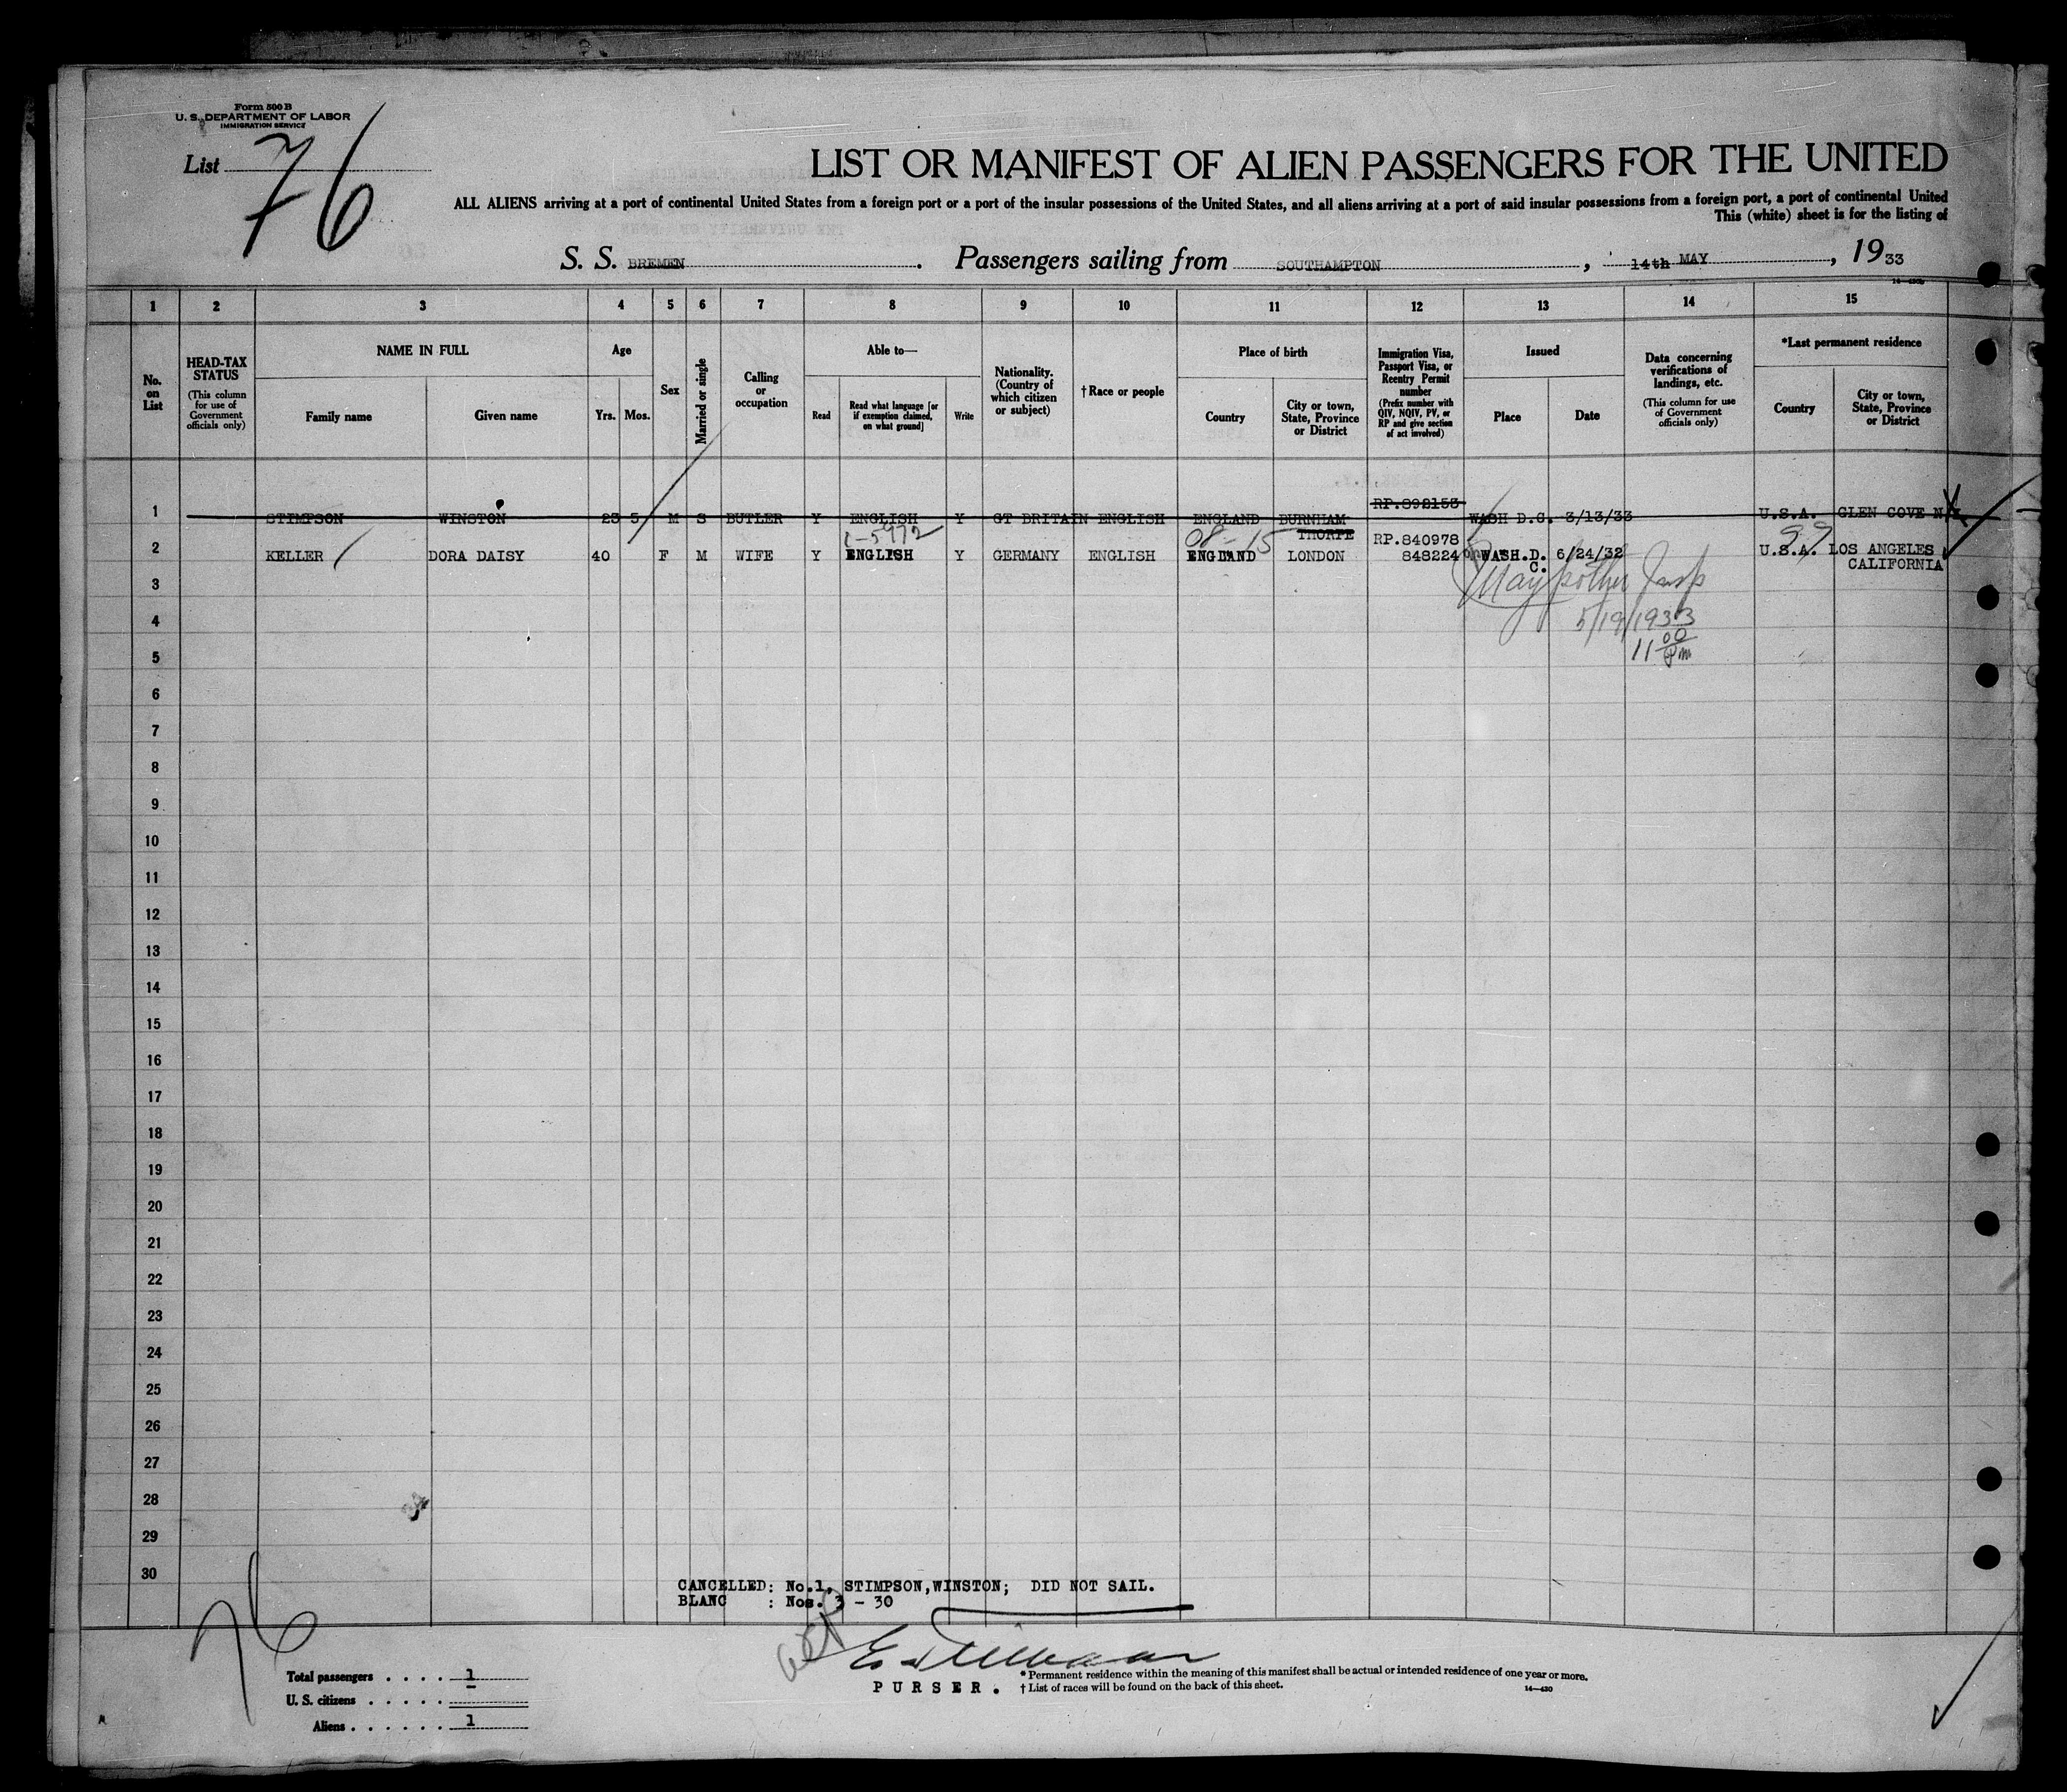 Form 500 B
U. S. DEPARTMENT OF LABOR
IMMIGRATION SERVICE
List 76
LIST OR MANIFEST OF ALIEN PASSENGERS FOR THE UNITED
ALL ALIENS arriving at a port of continental United States from a foreign port or a port of the insular possessions of the United States, and all aliens arriving at a port of said insular possessions from a foreign port, a port of continental United
This (white) sheet is for the listing of
S. S. BREMEN. Passengers sailing from SOUTHAMPTON, 14th MAY, 1933
1 2 3 4 5 6 7 8 9 10 11 12 13 14 15
No. on List
HEAD-TAX STATUS (This column for use of Government officials only)
NAME IN FULL
Family name Given name
Age
Yrs. Mos.
Sex
Married or single
Calling or occupation
Able to—
Read Read what language [or if exemption claimed, on what ground] Write
Nationality. (Country of which citizen or subject)
† Race or people
Place of birth
Country City or town, State, Province or District
Immigration Visa, Passport Visa, or Reentry Permit number (Prefix number with QIV, NQIV, PV, or RP and give section of act involved)
Issued
Place Date
Data concerning verifications of landings, etc. (This column for use of Government officials only)
*Last permanent residence
Country City or town, State, Province or District
RP.892153
1 STIMPSON WINSTON 23 5 M S BUTLER Y ENGLISH Y GT BRITAIN ENGLISH ENGLAND BURNHAM WASH D.C. 3/13/33 U.S.A. GLEN COVE N
THORPE
-5972 08-15 99
RP.840978
2 KELLER DORA DAISY 40 F M WIFE Y ENGLISH Y GERMANY ENGLISH ENGLAND LONDON 848224 WASH.D. 6/24/32 U.S.A. LOS ANGELES
C. CALIFORNIA
3 Maypother Insp
4 5/19/1933
5 11 00 Pm
6
7
8
9
10
11
12
13
14
15
16
17
18
19
20
21
22
23
24
25
26
27
28
29
30
CANCELLED: No.1, STIMPSON,WINSTON; DID NOT SAIL.
BLANC : Nos. 3 - 30
76
Total passengers . . . . 1
U. S. citizens . . . . .
Aliens . . . . . . 1
PURSER.
* Permanent residence within the meaning of this manifest shall be actual or intended residence of one year or more.
† List of races will be found on the back of this sheet.
14—430